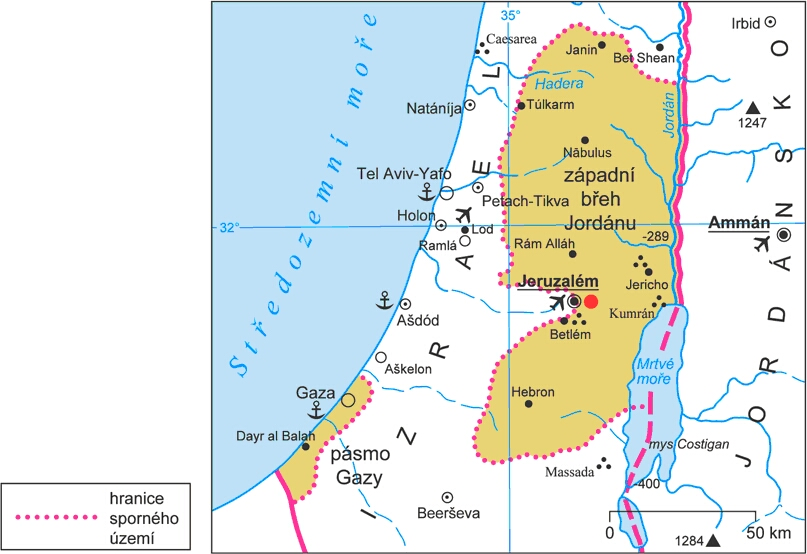 35°
Irbid
Caesarea
Janin
Bet Shean
Hadera
Natáníja
Túlkarm
Jordán
1247
Nābulus
Tel Aviv-Yafo
Petach-Tikva
západní
břeh
Jordánu
Holon
32°
Lod
Ramlá
Rám Alláh
-289
Ammán
Jeruzalém
Jericho
Kumrán
Ašdód
Betlém
Aškelon
Mrtvé
moře
Gaza
Hebron
Dayr al Balah
pásmo
Gazy
mys Costigan
Massada
-400
Beerševa
Středozemní moře
IZRAEL
JORDÁNSKO
hranice
sporného
území
0 50 km
1284